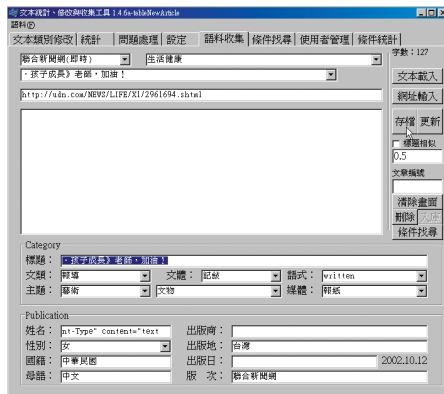 文本統計、修改與收集工具 1.4.6a-tableNewArticle
語料(F)
文本類別修改 統計 問題處理 設定 語料收集 條件找尋 使用者管理 條件統計
聯合新聞網(即時) 生活健康 字數：127
．孩子成長》老師，加油！ 文本載入
http://udn.com/NEWS/LIFE/X1/2961694.shtml 網址輸入
存檔 更新
標題相似
0.5
文章編號
清除畫面
刪除 入庫
條件找尋
Category
標題： ．孩子成長》老師，加油！
文類： 報導 文體： 記敘 語式： written
主題： 藝術 文物 媒體： 報紙
Publication
姓名： nt-Type" content="text 出版商：
性別： 女 出版地： 台灣
國籍： 中華民國 出版日： 2002.10.12
母語： 中文 版 次： 聯合新聞網